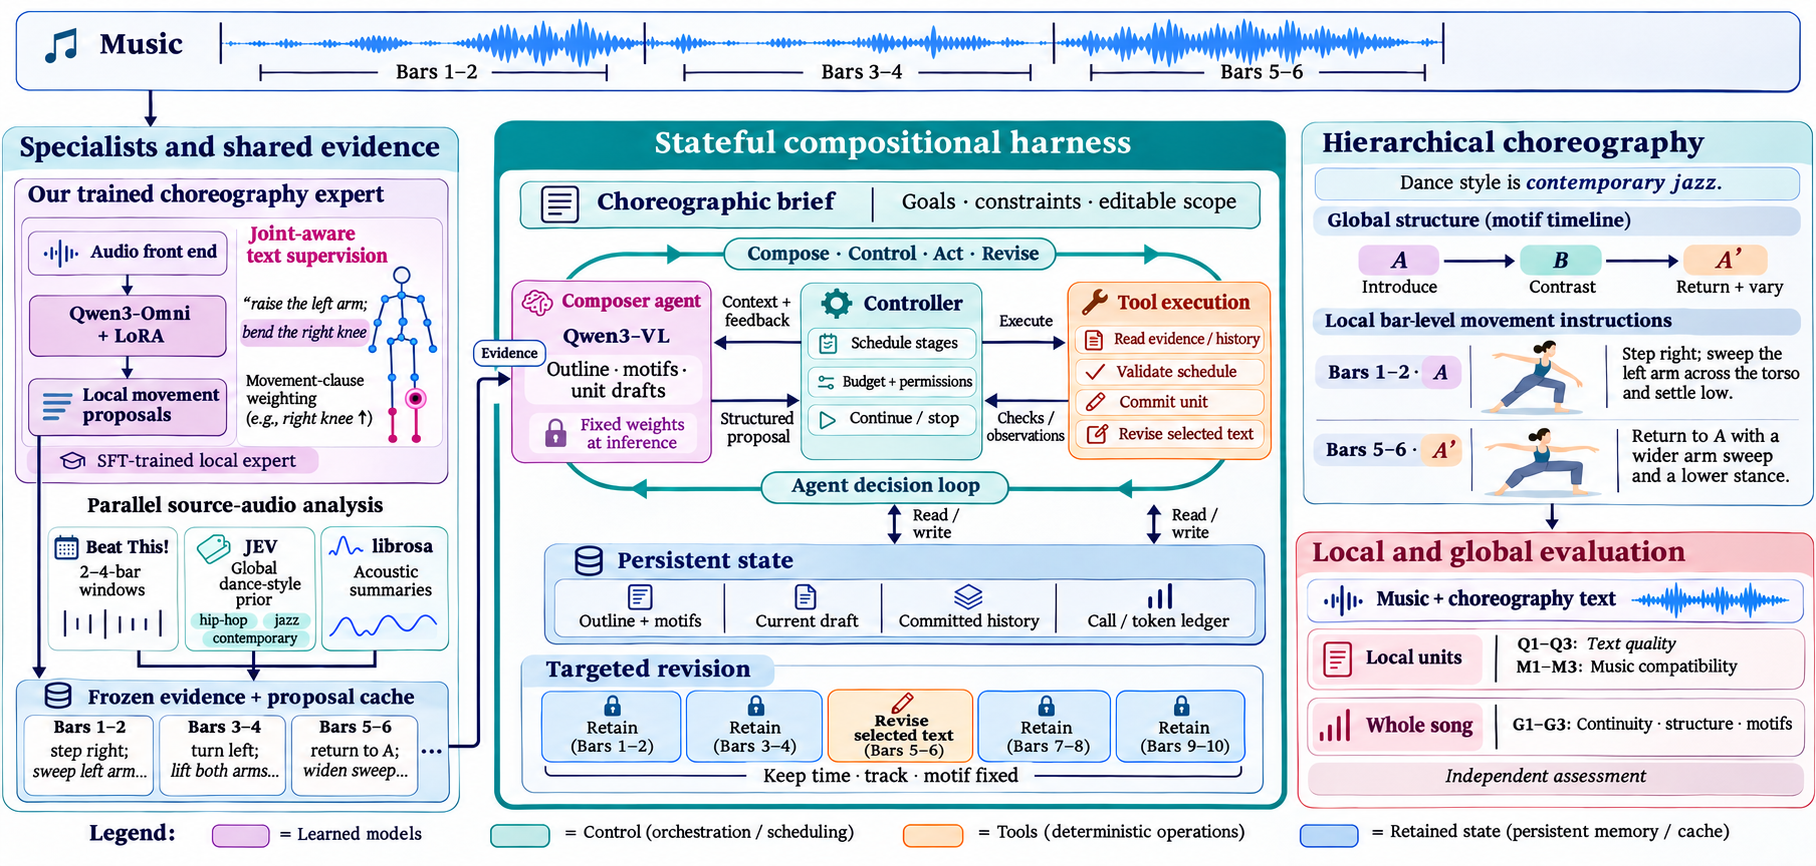 Music
Bars 1–2
Bars 3–4
Bars 5–6
Specialists and shared evidence
Our trained choreography expert
Audio front end
Qwen3-Omni
+ LoRA
Local movement
proposals
Joint-aware
text supervision
“raise the left arm;
bend the right knee
Movement-clause
weighting
(e.g., right knee ↑)
SFT-trained local expert
Parallel source-audio analysis
Beat This!
2–4-bar
windows
JEV
Global
dance-style
prior
hip-hop
jazz
contemporary
librosa
Acoustic
summaries
Frozen evidence + proposal cache
Bars 1–2
step right;
sweep left arm...
Bars 3–4
turn left;
lift both arms...
Bars 5–6
return to A;
widen sweep...
...
Stateful compositional harness
Choreographic brief
Goals · constraints · editable scope
Compose · Control · Act · Revise
Evidence
Composer agent
Qwen3-VL
Outline · motifs ·
unit drafts
Fixed weights
at inference
Context +
feedback
Structured
proposal
Controller
Schedule stages
Budget + permissions
Continue / stop
Execute
Checks /
observations
Tool execution
Read evidence / history
Validate schedule
Commit unit
Revise selected text
Agent decision loop
Read /
write
Read /
write
Persistent state
Outline + motifs
Current draft
Committed history
Call / token ledger
Targeted revision
Retain
(Bars 1–2)
Retain
(Bars 3–4)
Revise
selected text
(Bars 5–6)
Retain
(Bars 7–8)
Retain
(Bars 9–10)
Keep time · track · motif fixed
Hierarchical choreography
Dance style is contemporary jazz.
Global structure (motif timeline)
A
Introduce
B
Contrast
A’
Return + vary
Local bar-level movement instructions
Bars 1–2 · A
Step right; sweep the
left arm across the torso
and settle low.
Bars 5–6 · A’
Return to A with a
wider arm sweep
and a lower stance.
Local and global evaluation
Music + choreography text
Local units
Q1–Q3: Text quality
M1–M3: Music compatibility
Whole song
G1–G3: Continuity · structure · motifs
Independent assessment
Legend:
= Learned models
= Control (orchestration / scheduling)
= Tools (deterministic operations)
= Retained state (persistent memory / cache)